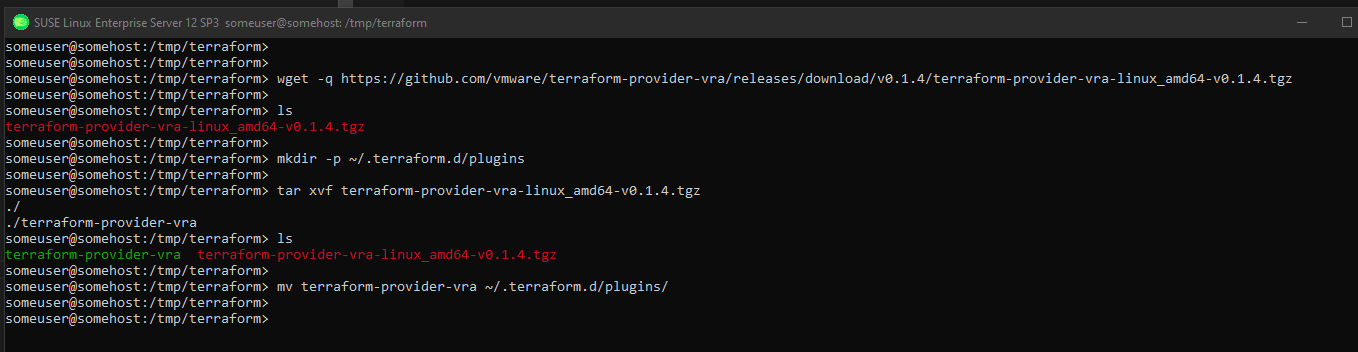 SUSE Linux Enterprise Server 12 SP3 someuser@somehost: /tmp/terraform
someuser@somehost:/tmp/terraform>
someuser@somehost:/tmp/terraform>
someuser@somehost:/tmp/terraform> wget -q https://github.com/vmware/terraform-provider-vra/releases/download/v0.1.4/terraform-provider-vra-linux_amd64-v0.1.4.tgz
someuser@somehost:/tmp/terraform>
someuser@somehost:/tmp/terraform> ls
terraform-provider-vra-linux_amd64-v0.1.4.tgz
someuser@somehost:/tmp/terraform>
someuser@somehost:/tmp/terraform> mkdir -p ~/.terraform.d/plugins
someuser@somehost:/tmp/terraform>
someuser@somehost:/tmp/terraform> tar xvf terraform-provider-vra-linux_amd64-v0.1.4.tgz
./
./terraform-provider-vra
someuser@somehost:/tmp/terraform> ls
terraform-provider-vra  terraform-provider-vra-linux_amd64-v0.1.4.tgz
someuser@somehost:/tmp/terraform>
someuser@somehost:/tmp/terraform> mv terraform-provider-vra ~/.terraform.d/plugins/
someuser@somehost:/tmp/terraform>
someuser@somehost:/tmp/terraform>